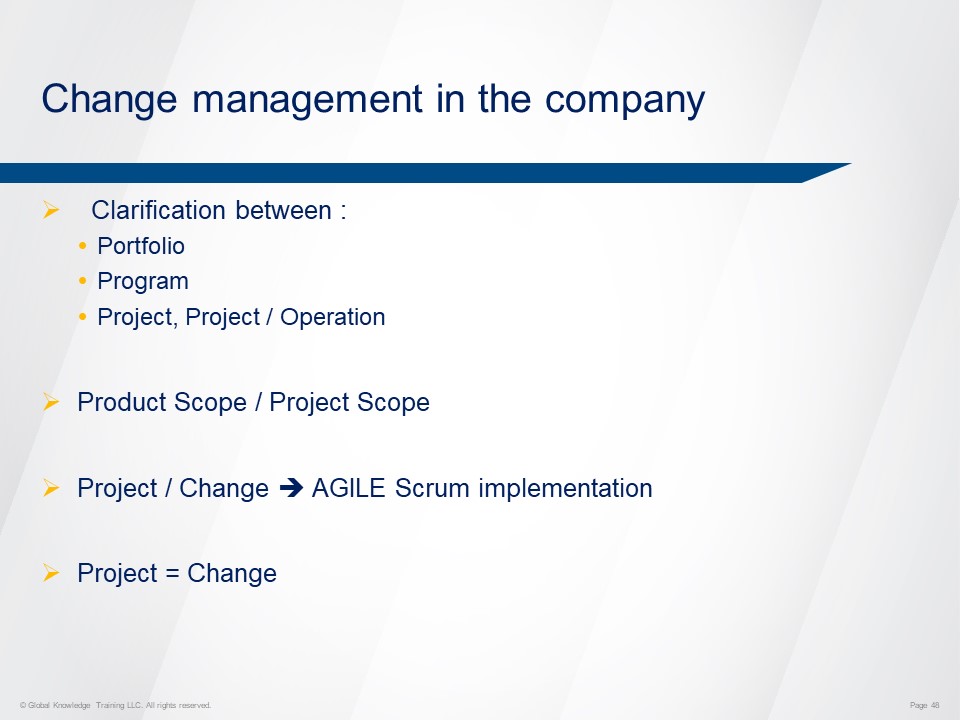 Change management in the company
➢ Clarification between :
• Portfolio
• Program
• Project, Project / Operation
➢ Product Scope / Project Scope
➢ Project / Change ➔ AGILE Scrum implementation
➢ Project = Change
© Global Knowledge Training LLC. All rights reserved.
Page 48